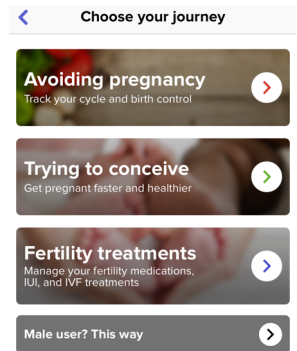 Choose your journey
Avoiding pregnancy
Track your cycle and birth control
Trying to conceive
Get pregnant faster and healthier
Fertility treatments
Manage your fertility medications,
IUI, and IVF treatments
Male user? This way